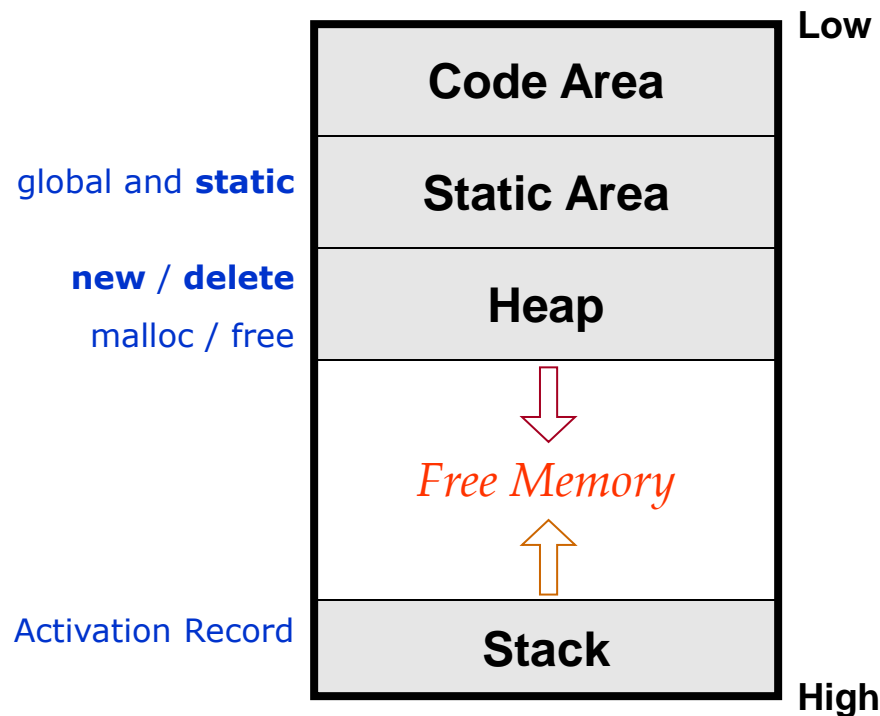 Low
Code Area
global and static
Static Area
new / delete
Heap
malloc / free
Free Memory
Activation Record
Stack
High